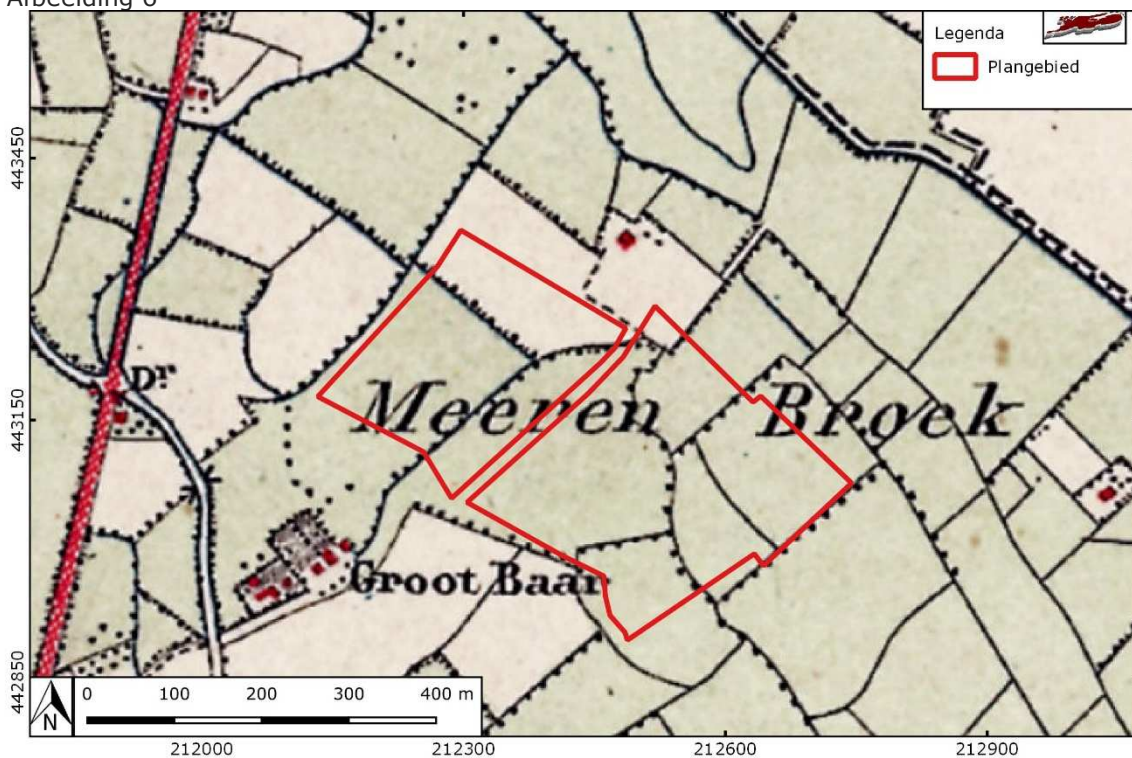 Afbeelding 6
Legenda
Plangebied
443450
443150
442850
Dr.
Meeren Broek
Groot Baar
0 100 200 300 400 m
N
212000 212300 212600 212900